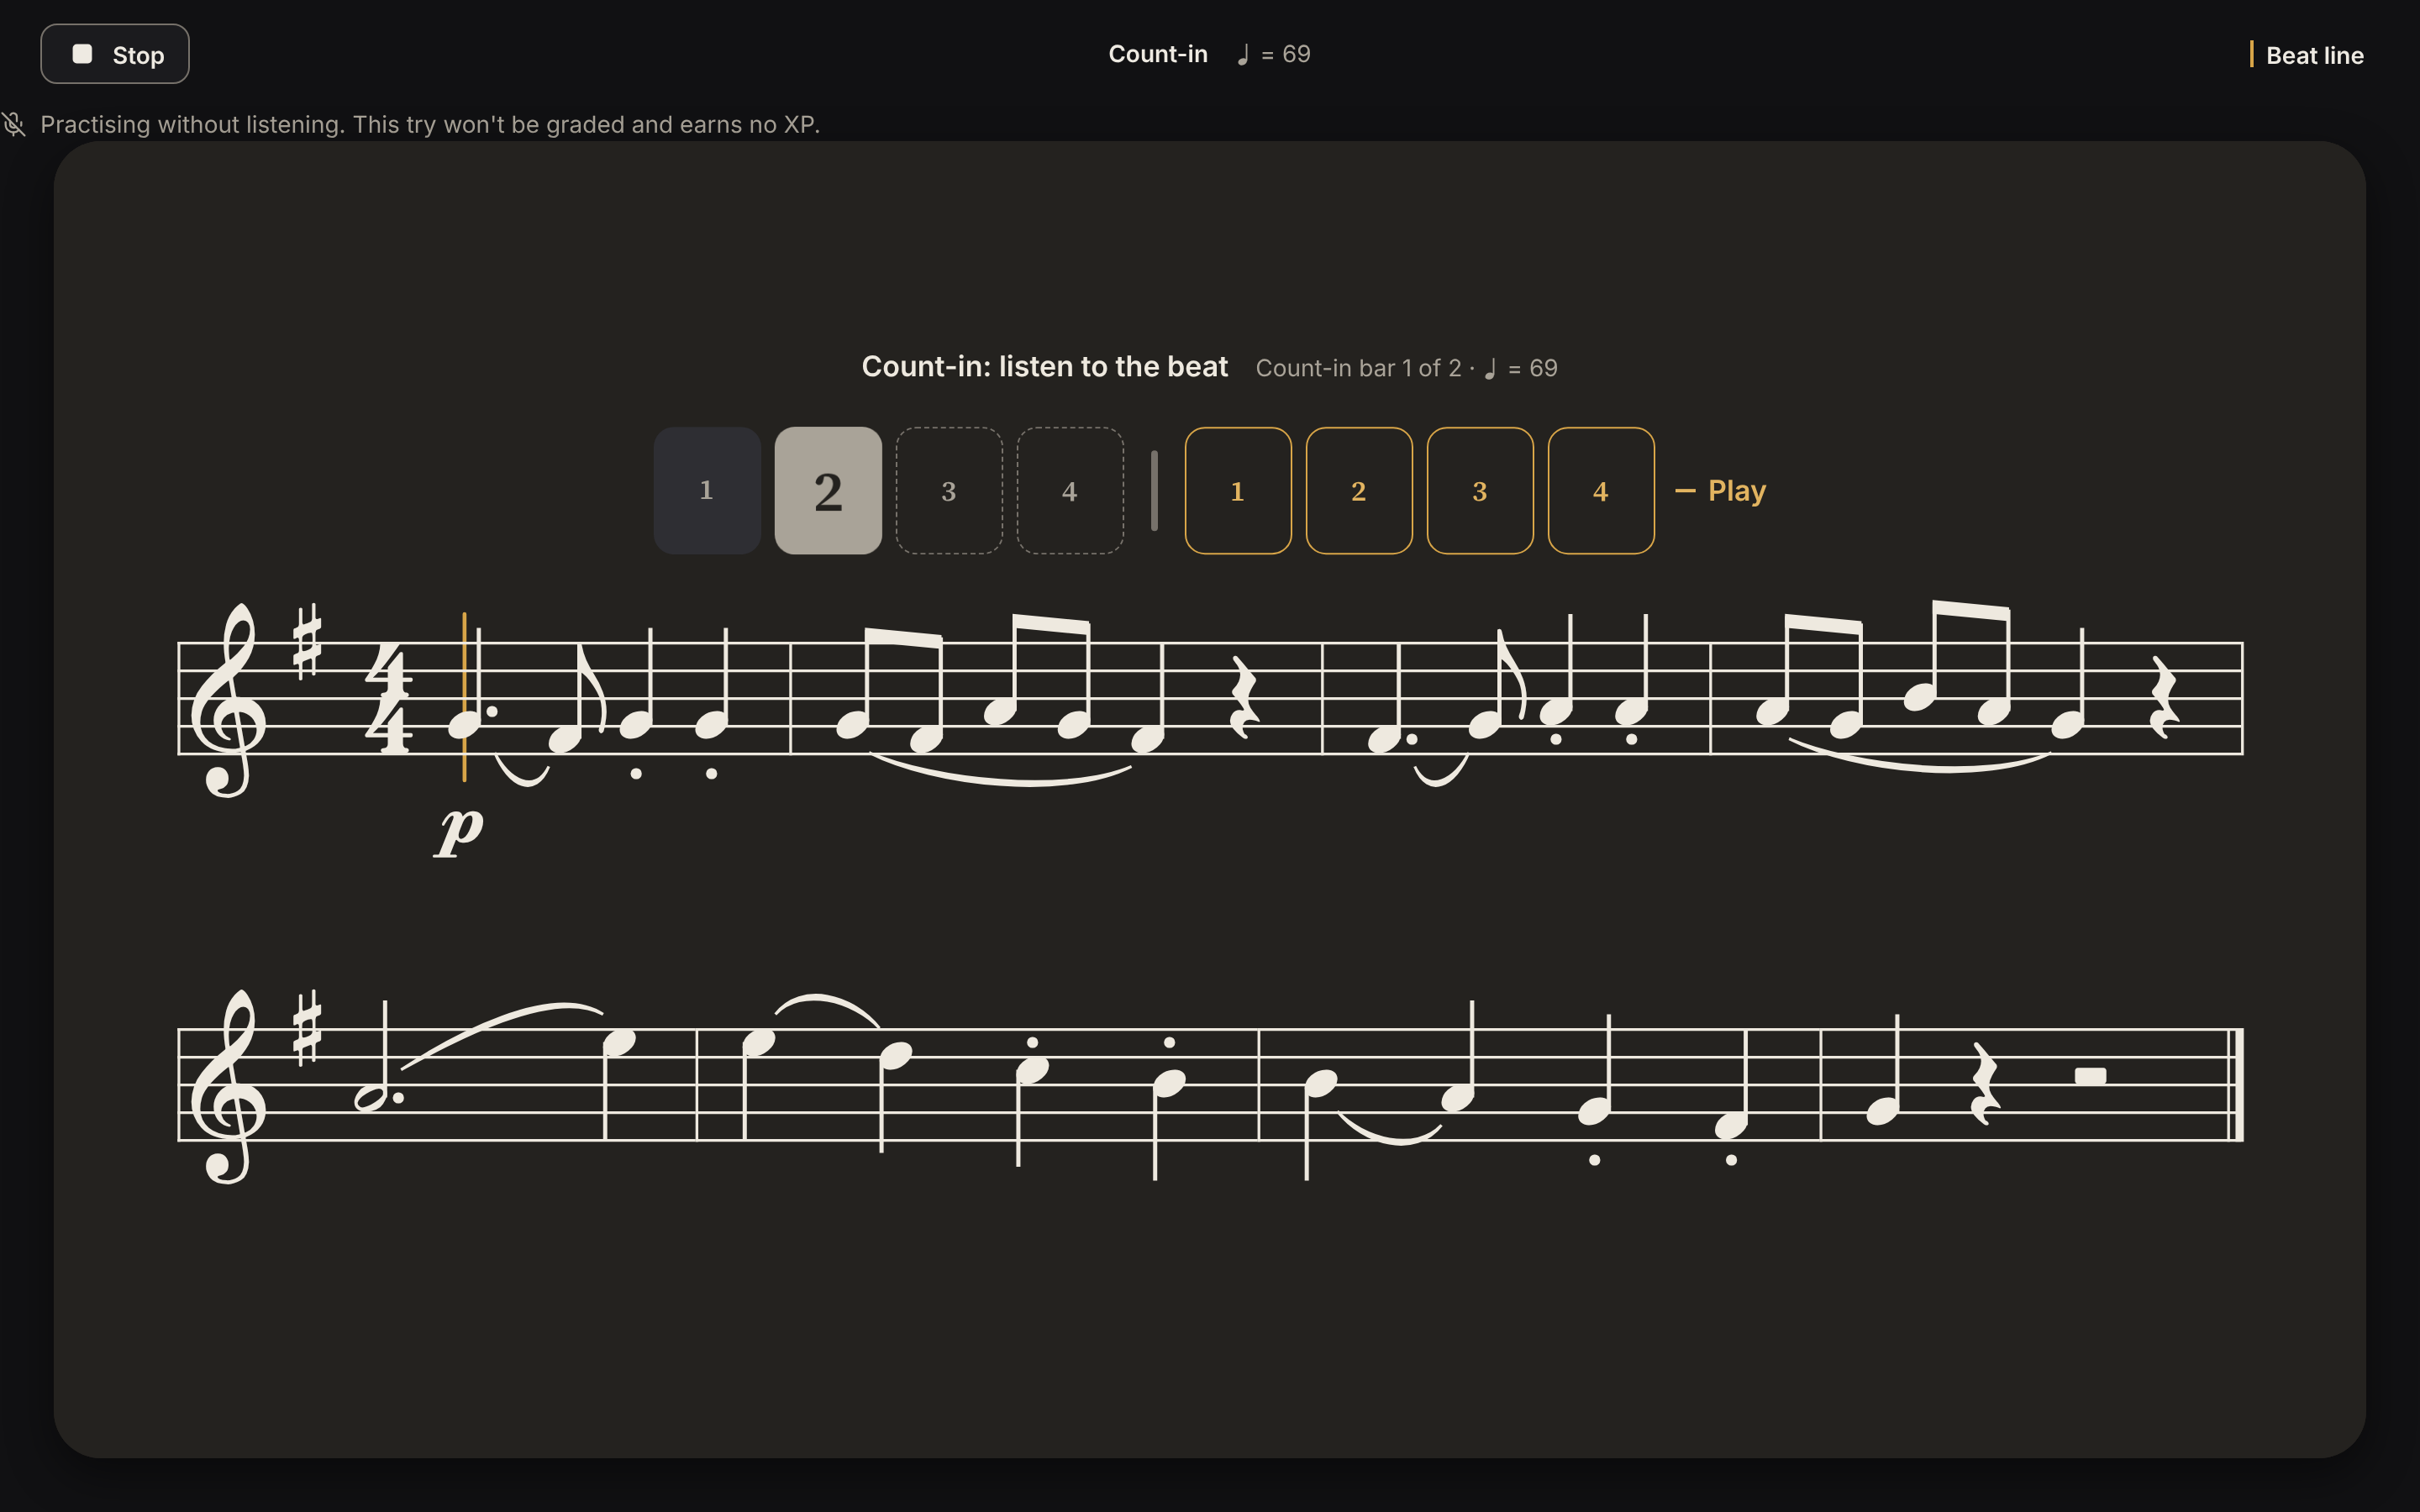 Stop
Count-in ♩ = 69
Beat line
Practising without listening. This try won't be graded and earns no XP.
Count-in: listen to the beat Count-in bar 1 of 2 · ♩ = 69
1 2 3 4 1 2 3 4 – Play
4
4
p